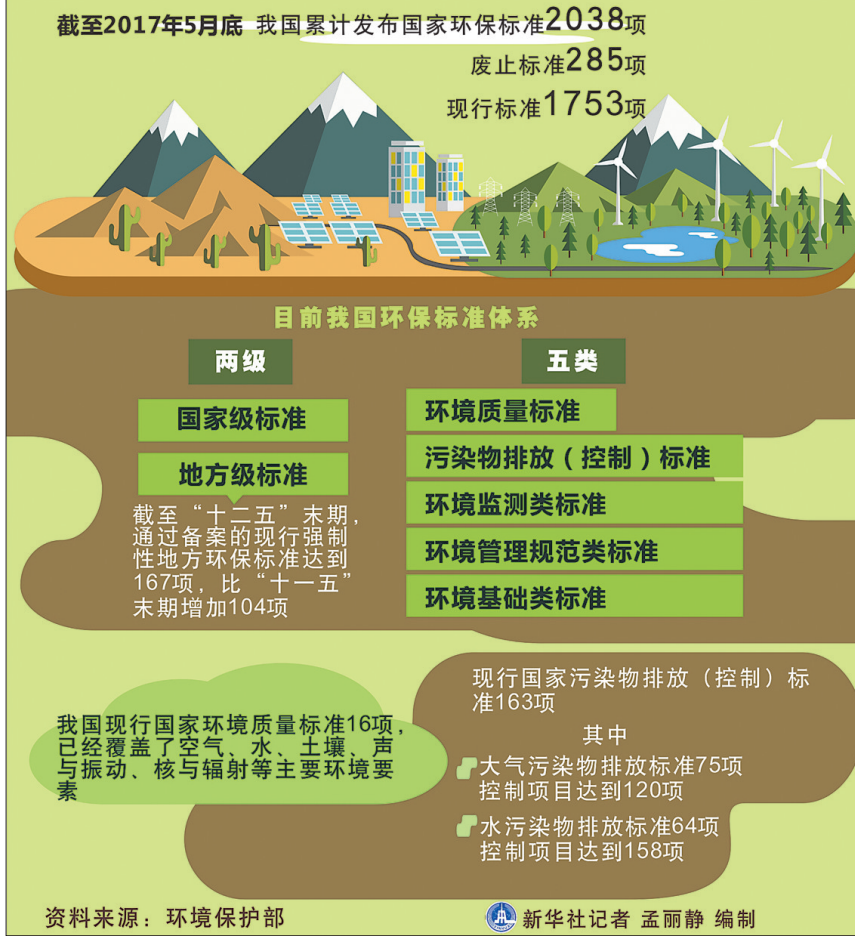 截至2017年5月底 我国累计发布国家环保标准2038项
废止标准285项
现行标准1753项
目前我国环保标准体系
两级
国家级标准
地方级标准
截至“十二五”末期，
通过备案的现行强制
性地方环保标准达到
167项，比“十一五”
末期增加104项
五类
环境质量标准
污染物排放（控制）标准
环境监测类标准
环境管理规范类标准
环境基础类标准
我国现行国家环境质量标准16项，
已经覆盖了空气、水、土壤、声
与振动、核与辐射等主要环境要
素
现行国家污染物排放（控制）标
准163项
其中
大气污染物排放标准75项
控制项目达到120项
水污染物排放标准64项
控制项目达到158项
资料来源：环境保护部
新华社记者 孟丽静 编制